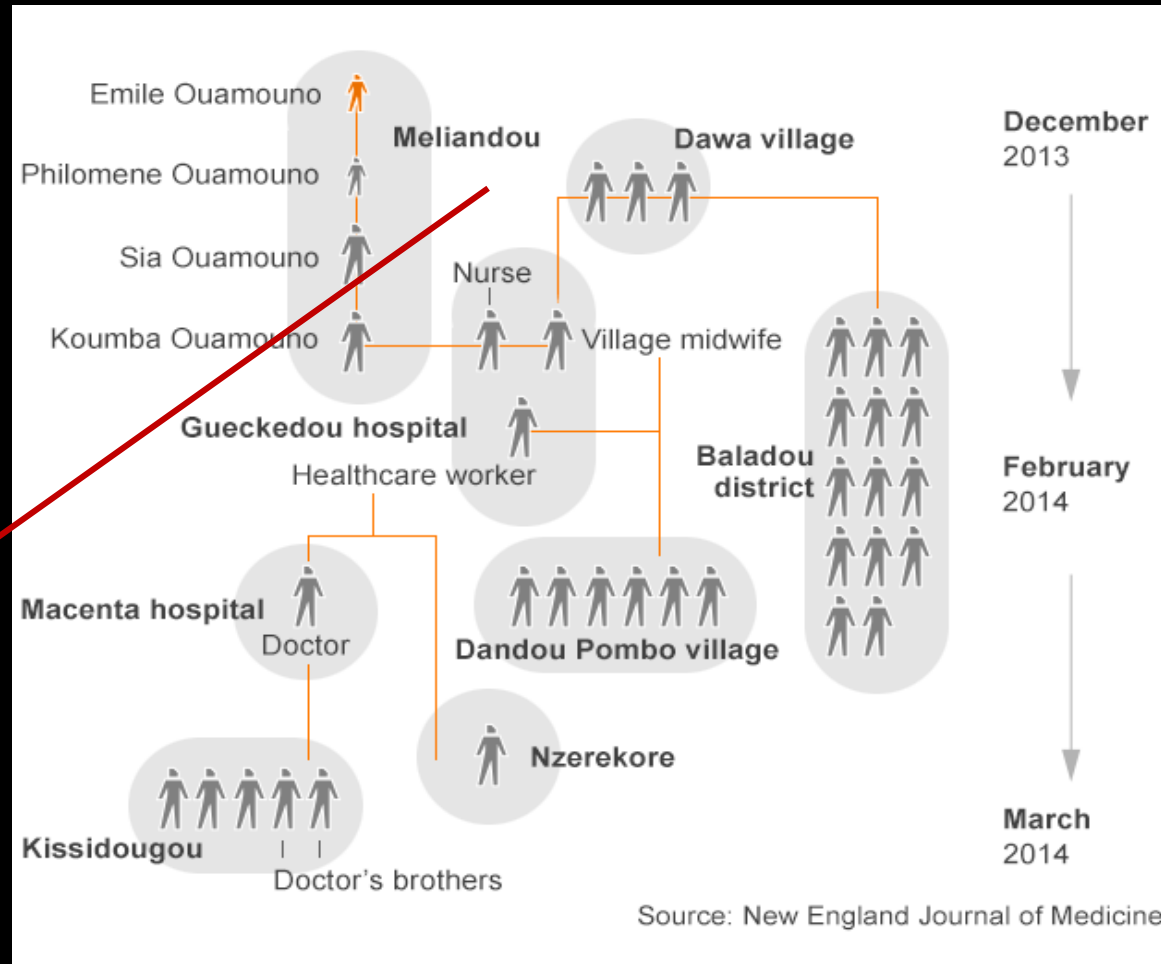 Emile Ouamouno
Philomene Ouamouno
Sia Ouamouno
Koumba Ouamouno
Meliandou
Dawa village
December
2013
Nurse
Village midwife
Gueckedou hospital
Healthcare worker
Baladou
district
February
2014
Macenta hospital
Doctor
Dandou Pombo village
Nzerekore
Kissidougou
Doctor's brothers
March
2014
Source: New England Journal of Medicine